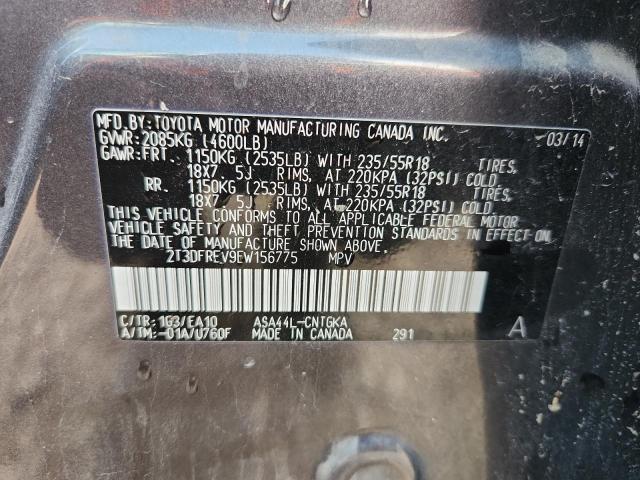 MFD.BY:TOYOTA MOTOR MANUFACTURING CANADA INC. 03/14
GVWR:2085KG (4600LB)
GAWR:FRT. 1150KG (2535LB) WITH 235/55R18 TIRES,
18X7.5J RIMS, AT 220KPA (32PSI) COLD
RR. 1150KG (2535LB) WITH 235/55R18 TIRES,
18X7.5J RIMS, AT 220KPA (32PSI) COLD
THIS VEHICLE CONFORMS TO ALL APPLICABLE FEDERAL MOTOR
VEHICLE SAFETY AND THEFT PREVENTION STANDARDS IN EFFECT ON
THE DATE OF MANUFACTURE SHOWN ABOVE.
2T3DFREV9EW156775 MPV
C/TR:1G3/EA10 ASA44L-CNTGKA A
A/TM:-01A/U760F MADE IN CANADA 291